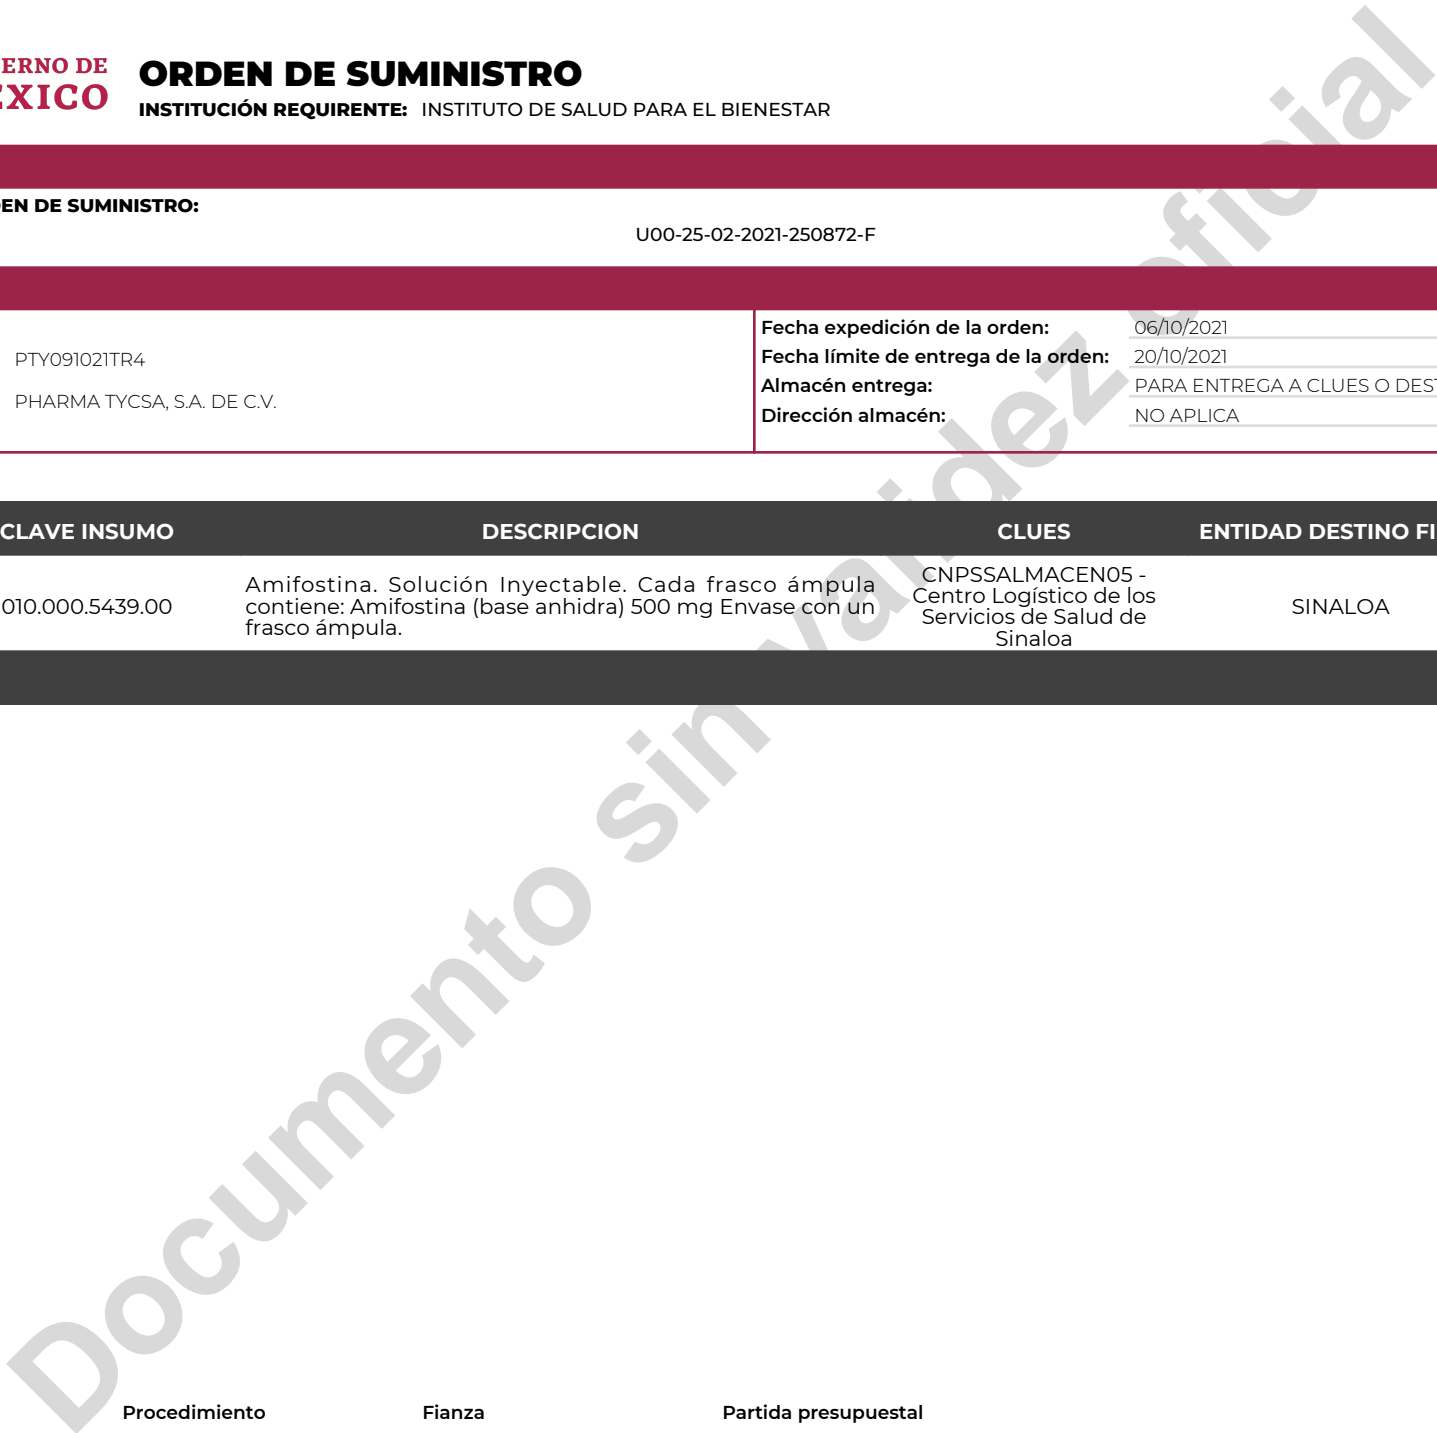 ERNO DE
EXICO
ORDEN DE SUMINISTRO
INSTITUCIÓN REQUIRENTE: INSTITUTO DE SALUD PARA EL BIENESTAR
EN DE SUMINISTRO:
U00-25-02-2021-250872-F
PTY091021TR4
PHARMA TYCSA, S.A. DE C.V.
Fecha expedición de la orden: 06/10/2021
Fecha límite de entrega de la orden: 20/10/2021
Almacén entrega: PARA ENTREGA A CLUES O DEST
Dirección almacén: NO APLICA
CLAVE INSUMO DESCRIPCION CLUES ENTIDAD DESTINO FI
010.000.5439.00
Amifostina. Solución Inyectable. Cada frasco ámpula
contiene: Amifostina (base anhidra) 500 mg Envase con un
frasco ámpula.
CNPSSALMACEN05 -
Centro Logístico de los
Servicios de Salud de
Sinaloa
SINALOA
Documento sin validez oficial
Procedimiento Fianza Partida presupuestal